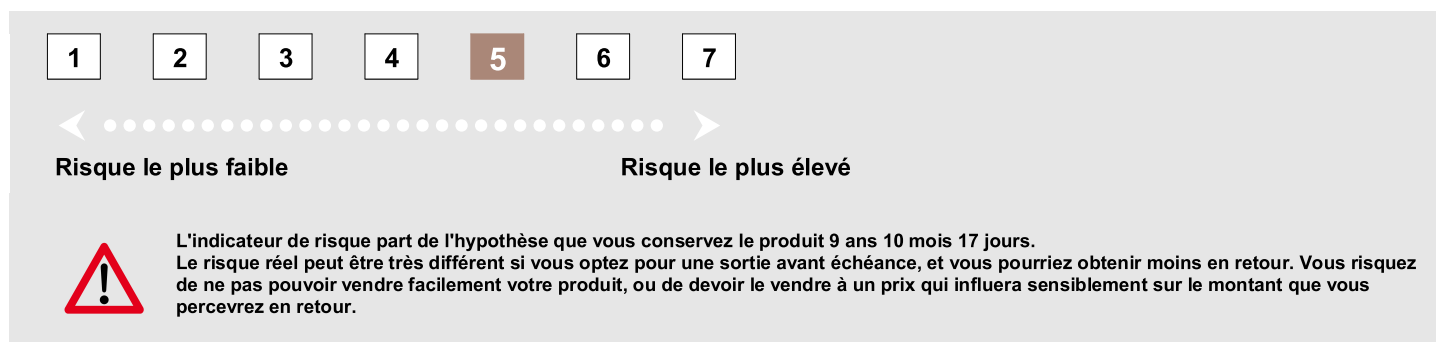 1 2 3 4 5 6 7
Risque le plus faible Risque le plus élevé
L'indicateur de risque part de l'hypothèse que vous conservez le produit 9 ans 10 mois 17 jours.
Le risque réel peut être très différent si vous optez pour une sortie avant échéance, et vous pourriez obtenir moins en retour. Vous risquez
de ne pas pouvoir vendre facilement votre produit, ou de devoir le vendre à un prix qui influera sensiblement sur le montant que vous
percevrez en retour.